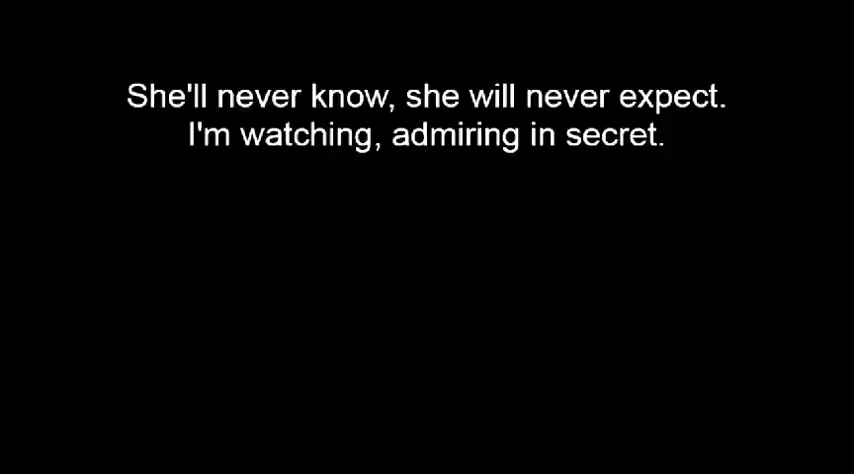 She'll never know, she will never expect.
I'm watching, admiring in secret.